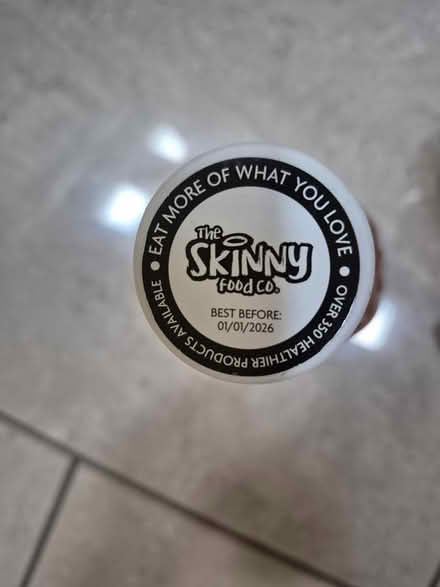 • EAT MORE OF WHAT YOU LOVE •
The
SKINNY
FOOD CO.
BEST BEFORE:
01/01/2026
OVER 350 HEALTHIER PRODUCTS AVAILABLE